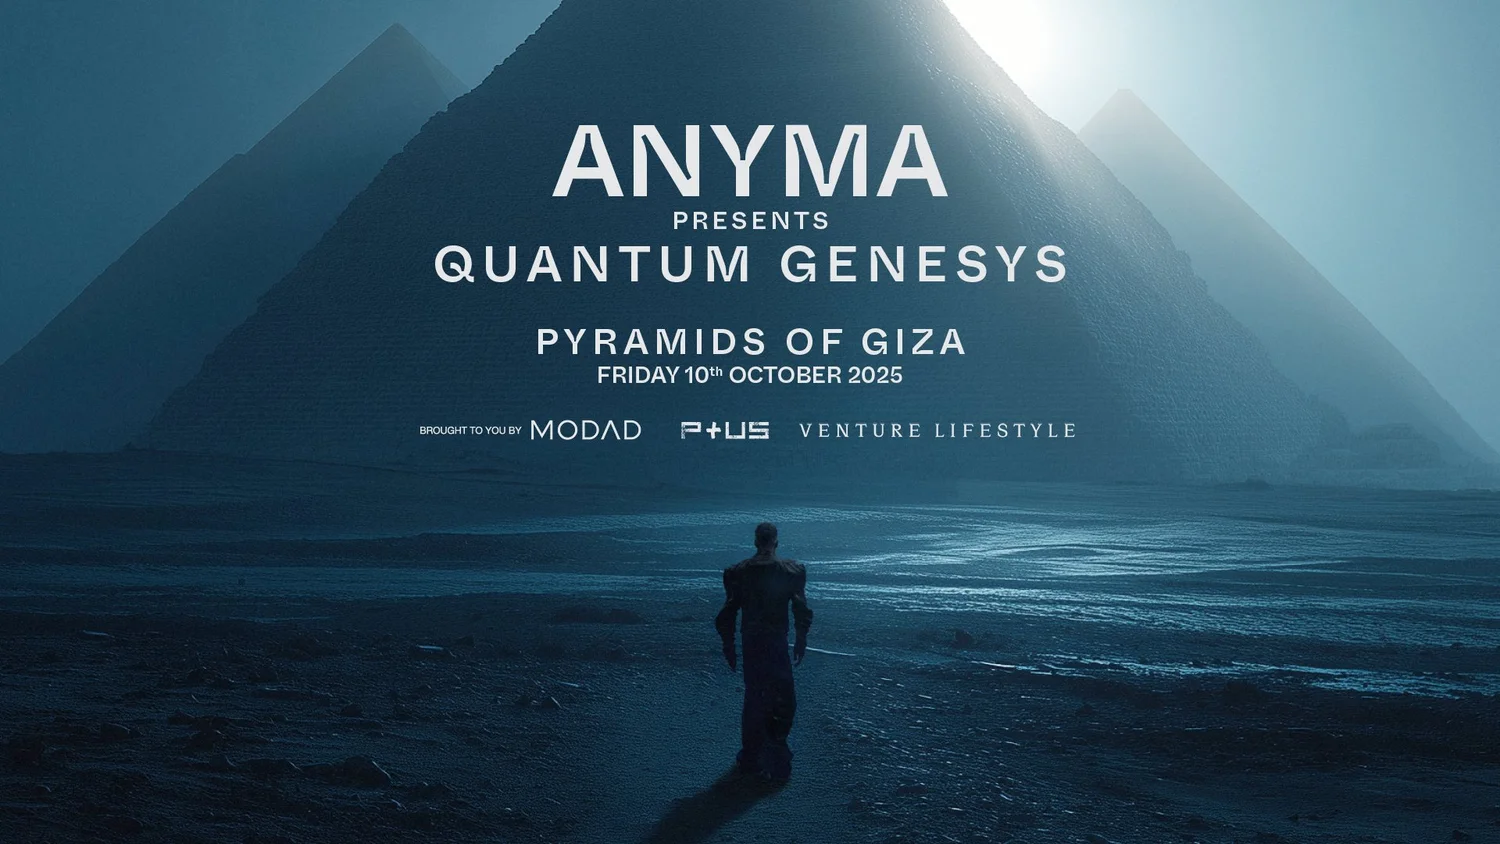 ANYMA
PRESENTS
QUANTUM GENESYS
PYRAMIDS OF GIZA
FRIDAY 10th OCTOBER 2025
BROUGHT TO YOU BY MODAD P+US VENTURE LIFESTYLE